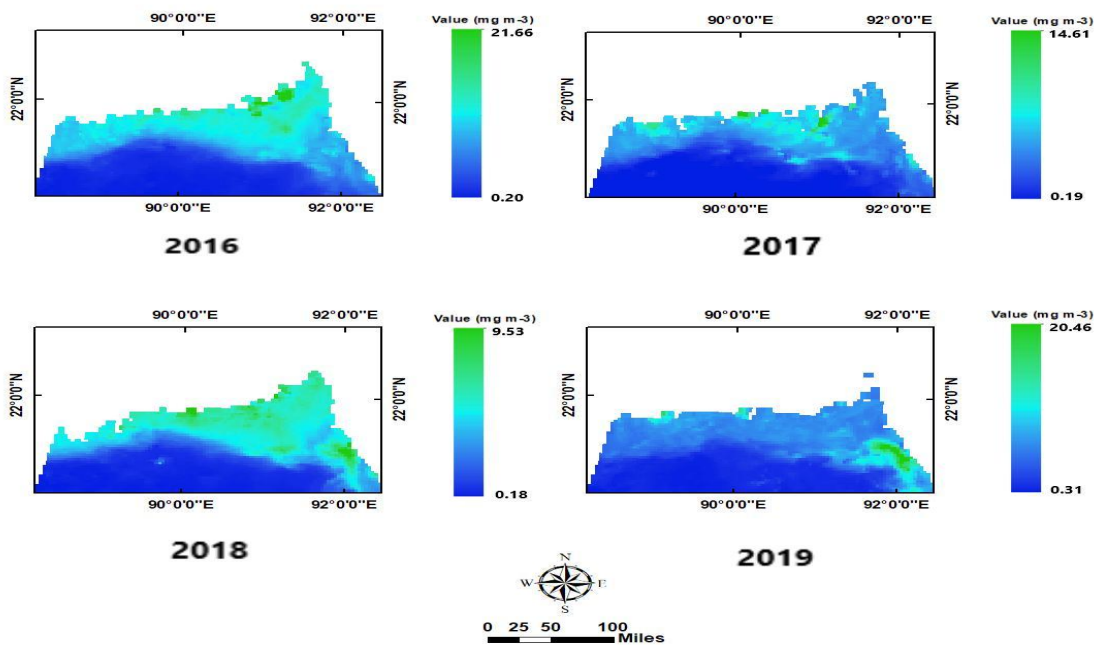 Value (mg m-3)
90°0'0"E 92°0'0"E
21.66
22°0'0"N
22°0'0"N
0.20
90°0'0"E 92°0'0"E
2016
Value (mg m-3)
90°0'0"E 92°0'0"E
14.61
22°0'0"N
22°0'0"N
0.19
90°0'0"E 92°0'0"E
2017
Value (mg m-3)
90°0'0"E 92°0'0"E
9.53
22°0'0"N
22°0'0"N
0.18
90°0'0"E 92°0'0"E
2018
Value (mg m-3)
90°0'0"E 92°0'0"E
20.46
22°0'0"N
22°0'0"N
0.31
90°0'0"E 92°0'0"E
2019
N
W E
S
0 25 50 100
Miles